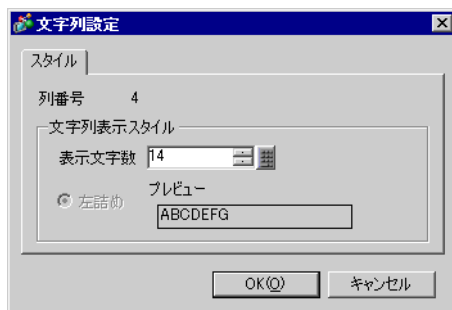 文字列設定
スタイル
列番号 4
文字列表示スタイル
表示文字数 14
左詰め
プレビュー
ABCDEFG
OK(O) キャンセル